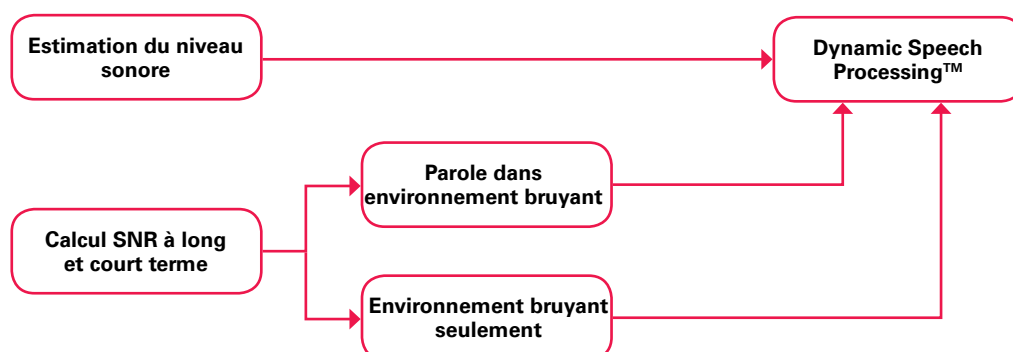 Estimation du niveau
sonore
Dynamic Speech
Processing™
Parole dans
environnement bruyant
Calcul SNR à long
et court terme
Environnement bruyant
seulement